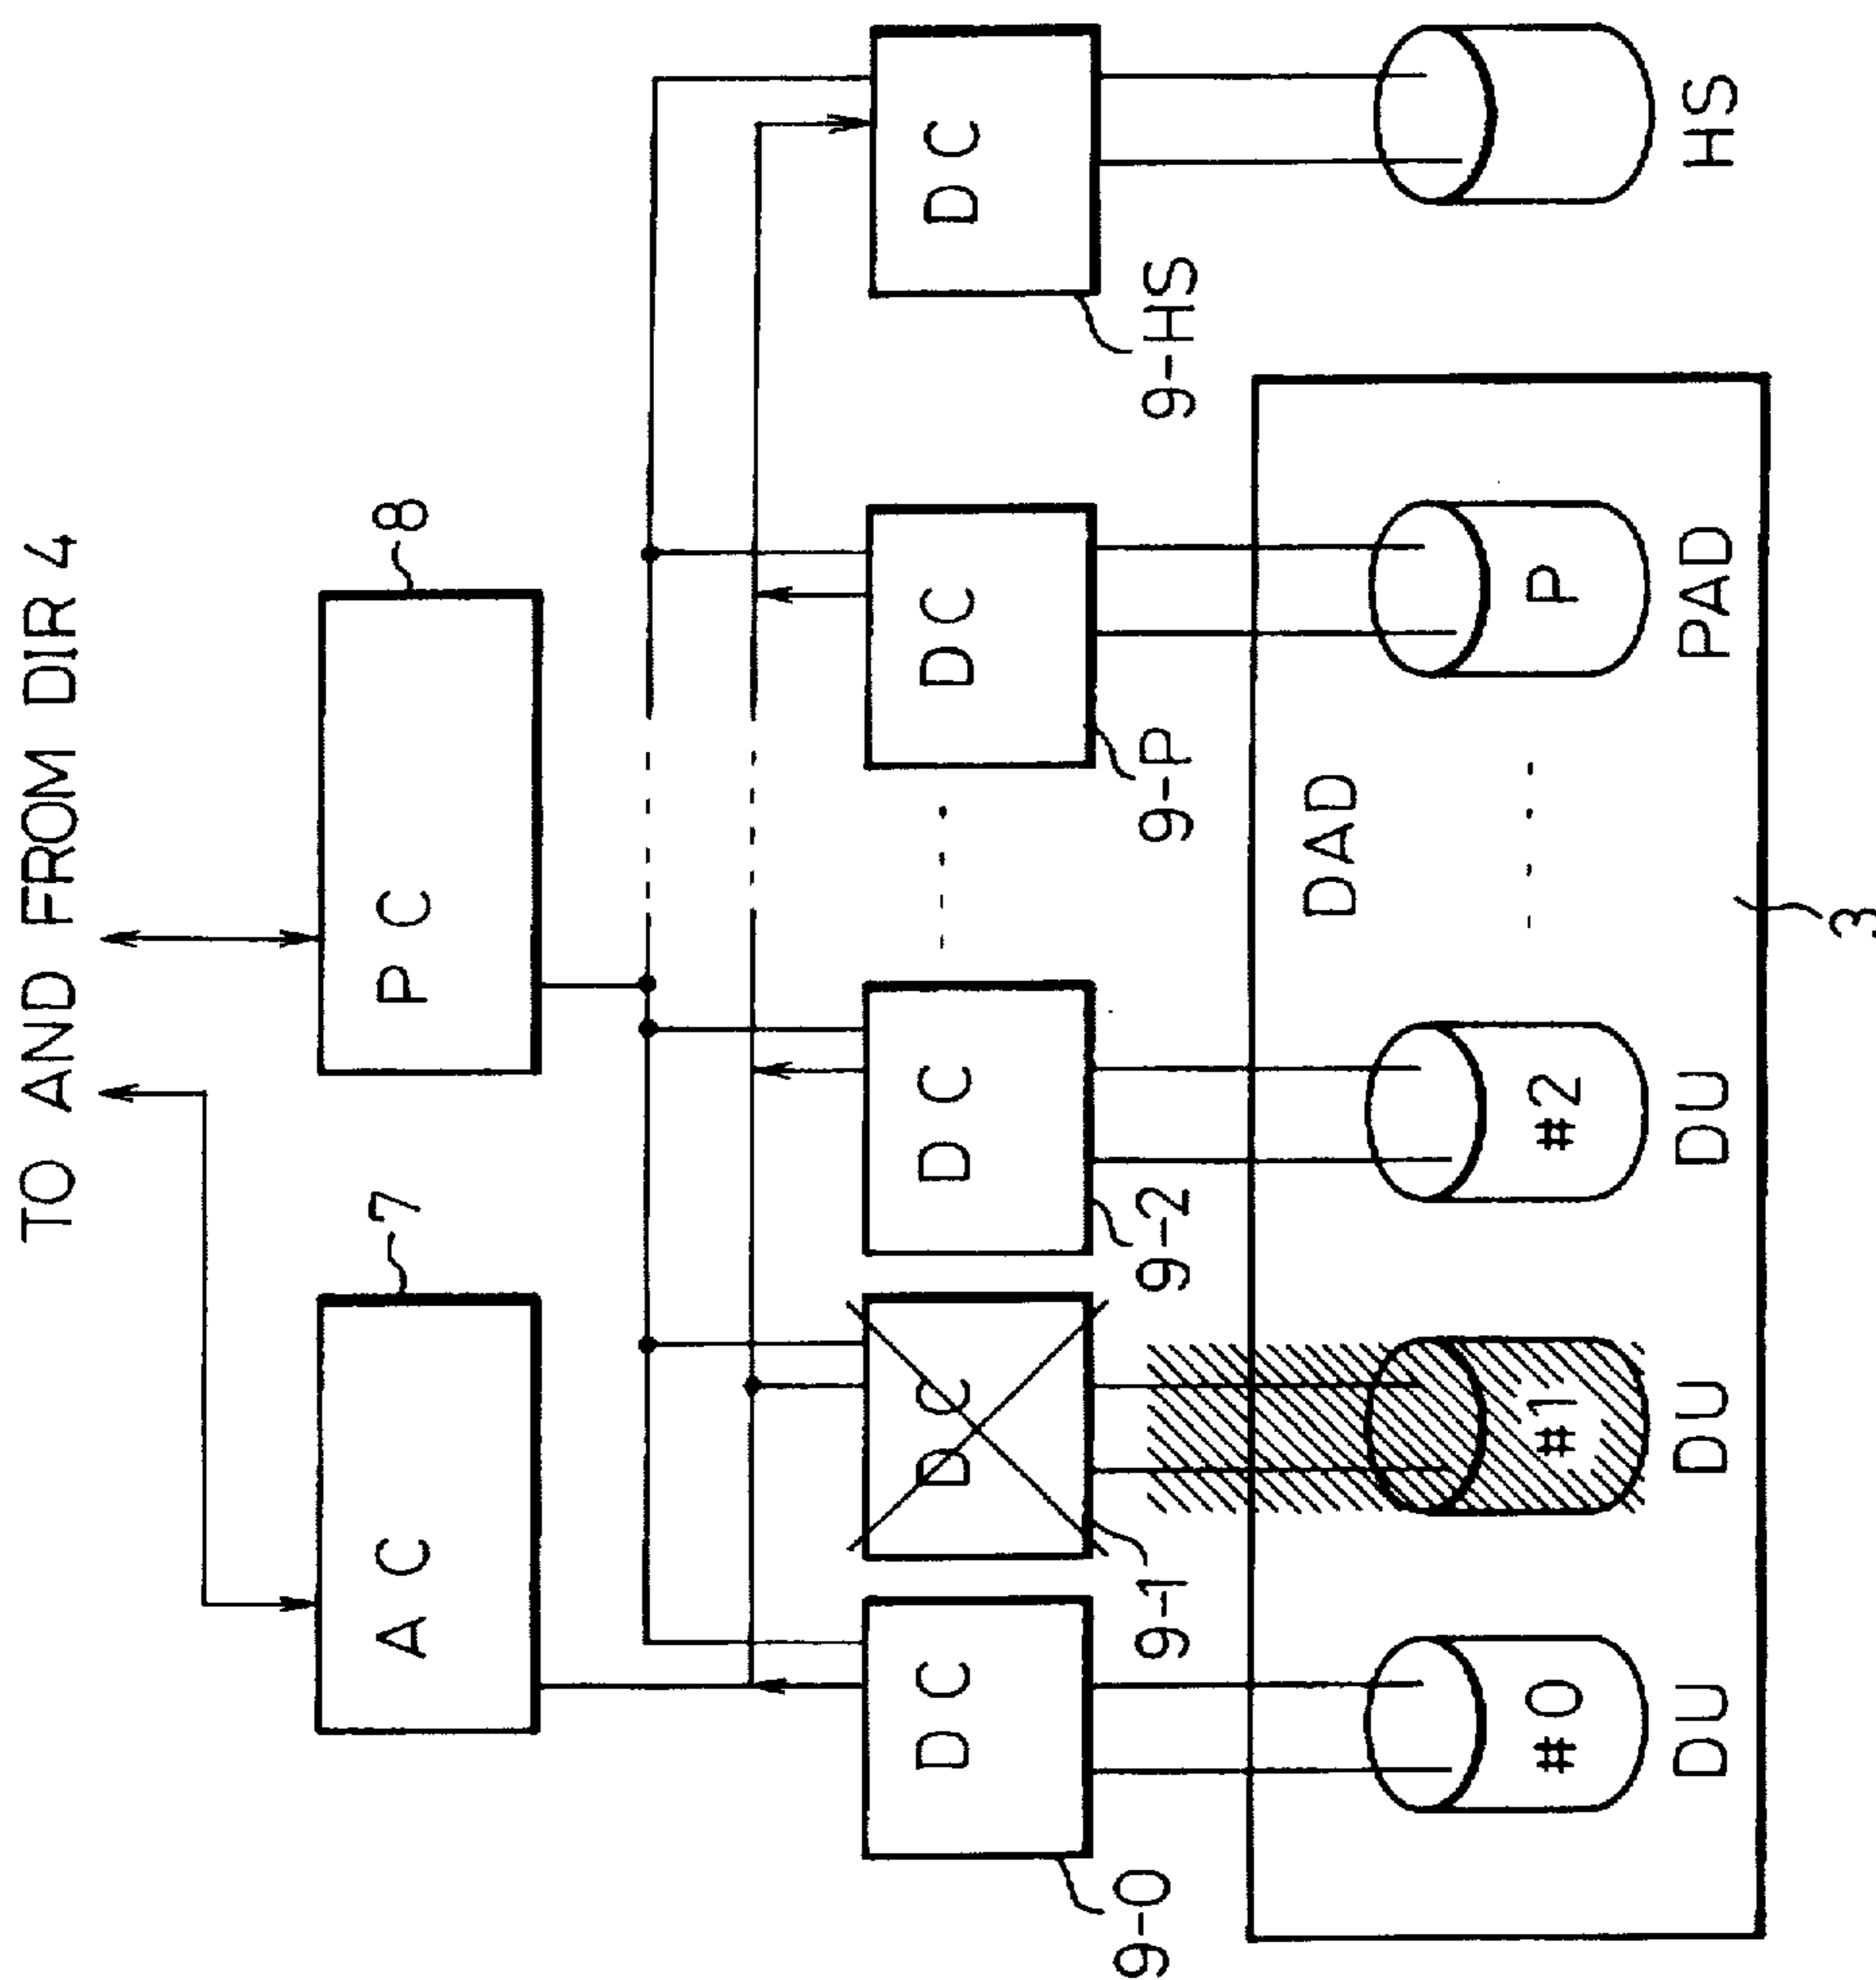 TO AND FROM DIR 4
7
8
AC
PC
DC
DC
DC
DC
DC
9-0
9-1
9-2
9-P
9-HS
DAD
#0
#1
#2
P
DU
DU
DU
PAD
HS
3